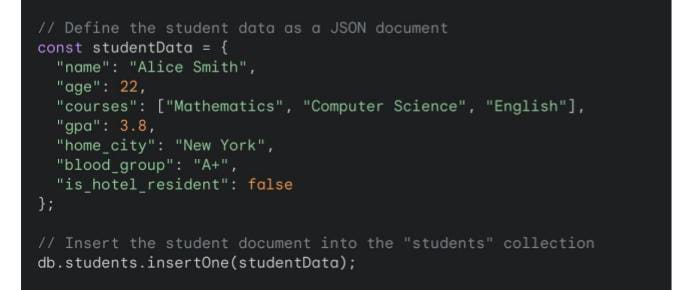 // Define the student data as a JSON document
const studentData = {
  "name": "Alice Smith",
  "age": 22,
  "courses": ["Mathematics", "Computer Science", "English"],
  "gpa": 3.8,
  "home_city": "New York",
  "blood_group": "A+",
  "is_hotel_resident": false
};
// Insert the student document into the "students" collection
db.students.insertOne(studentData);